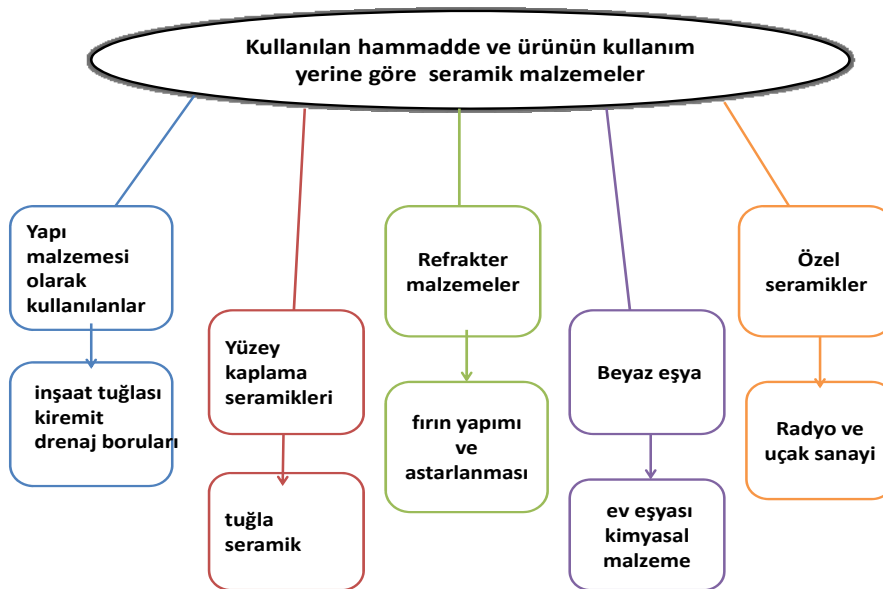 Kullanılan hammadde ve ürünün kullanım
yerine göre seramik malzemeler
Yapı
malzemesi
olarak
kullanılanlar
inşaat tuğlası
kiremit
drenaj boruları
Yüzey
kaplama
seramikleri
tuğla
seramik
Refrakter
malzemeler
fırın yapımı
ve
astarlanması
Beyaz eşya
ev eşyası
kimyasal
malzeme
Özel
seramikler
Radyo ve
uçak sanayi